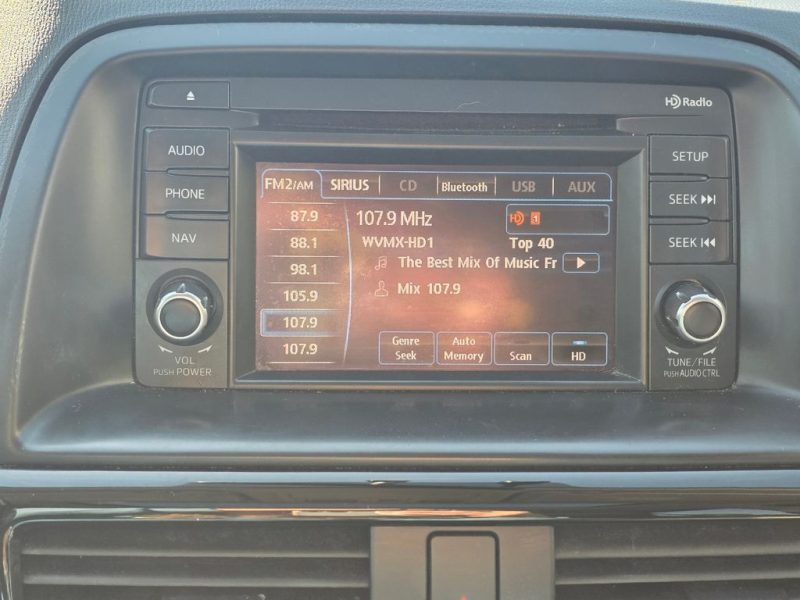 HD Radio
AUDIO
PHONE
NAV
VOL
PUSH POWER
FM2/AM SIRIUS CD Bluetooth USB AUX
87.9
88.1
98.1
105.9
107.9
107.9
107.9 MHz
HD 1
WVMX-HD1 Top 40
The Best Mix Of Music Fr
Mix 107.9
Genre Seek
Auto Memory
Scan
HD
SETUP
SEEK
SEEK
TUNE/FILE
PUSH AUDIO CTRL